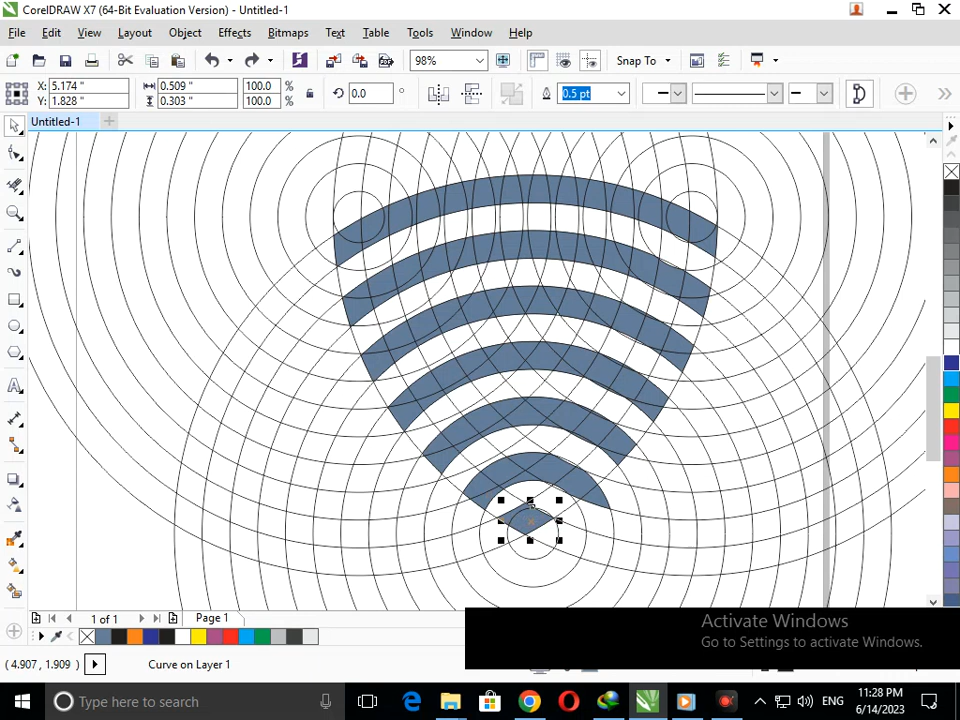 CorelDRAW X7 (64-Bit Evaluation Version) - Untitled-1
File Edit View Layout Object Effects Bitmaps Text Table Tools Window Help
98% Snap To
X: 5.174 " 0.509 " 100.0 % 0.0 ° 0.5 pt
Y: 1.828 " 0.303 " 100.0 %
Untitled-1
1 of 1 Page 1
Activate Windows
Go to Settings to activate Windows.
( 4.907 , 1.909 ) Curve on Layer 1
Type here to search
ENG
11:28 PM
6/14/2023